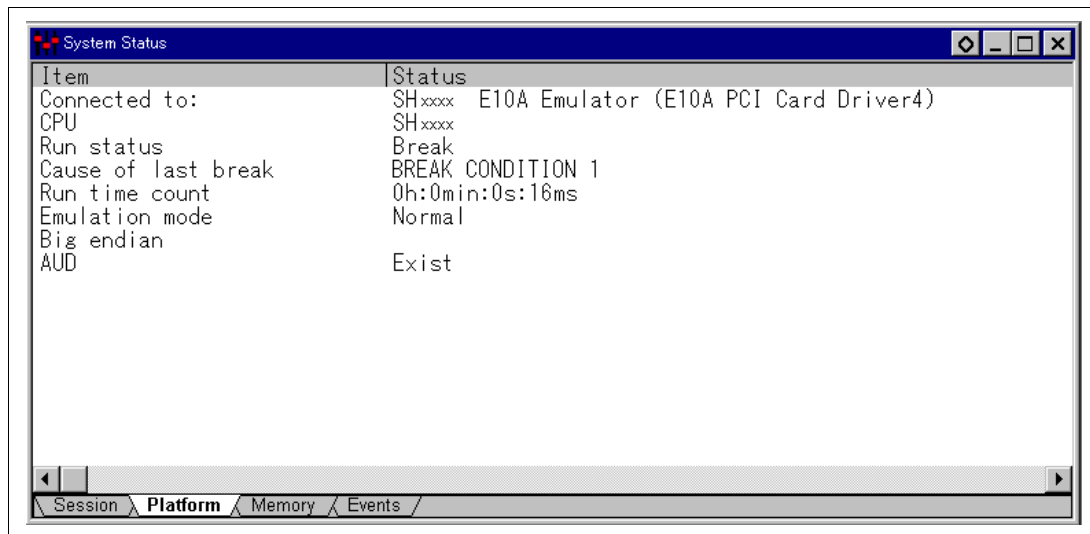 System Status
Item Status
Connected to: SHxxxx E10A Emulator (E10A PCI Card Driver4)
CPU SHxxxx
Run status Break
Cause of last break BREAK CONDITION 1
Run time count 0h:0min:0s:16ms
Emulation mode Normal
Big endian
AUD Exist
Session Platform Memory Events